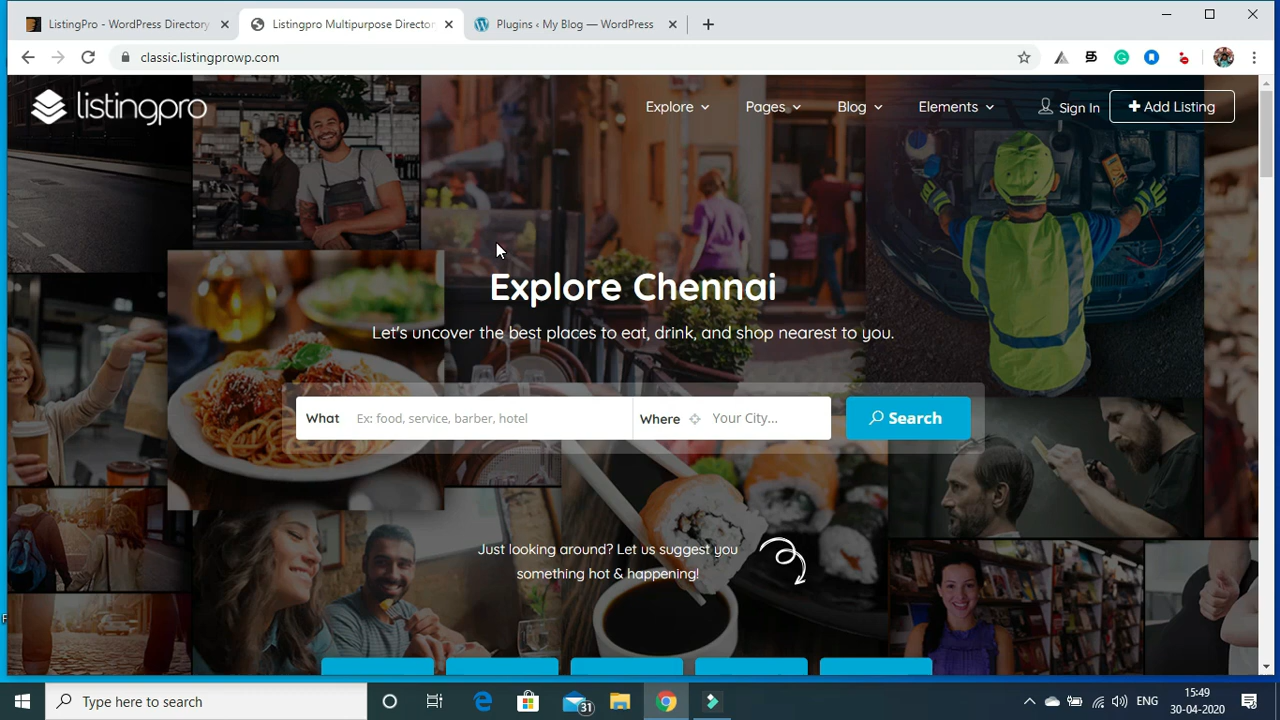 ListingPro - WordPress Directory
Listingpro Multipurpose Director
Plugins ‹ My Blog — WordPress
classic.listingprowp.com
listingpro
Explore
Pages
Blog
Elements
Sign In
+ Add Listing
Explore Chennai
Let's uncover the best places to eat, drink, and shop nearest to you.
What
Ex: food, service, barber, hotel
Where
Your City...
Search
Just looking around? Let us suggest you
something hot & happening!
Type here to search
31
ENG
15:49
30-04-2020